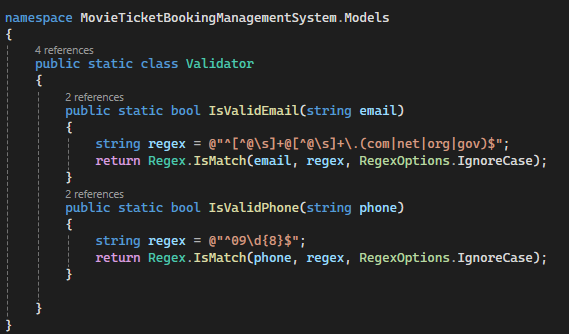 namespace MovieTicketBookingManagementSystem.Models
{
4 references
public static class Validator
{
2 references
public static bool IsValidEmail(string email)
{
string regex = @"^[^@\s]+@[^@\s]+\.(com|net|org|gov)$";
return Regex.IsMatch(email, regex, RegexOptions.IgnoreCase);
}
2 references
public static bool IsValidPhone(string phone)
{
string regex = @"^09\d{8}$";
return Regex.IsMatch(phone, regex, RegexOptions.IgnoreCase);
}
}
}